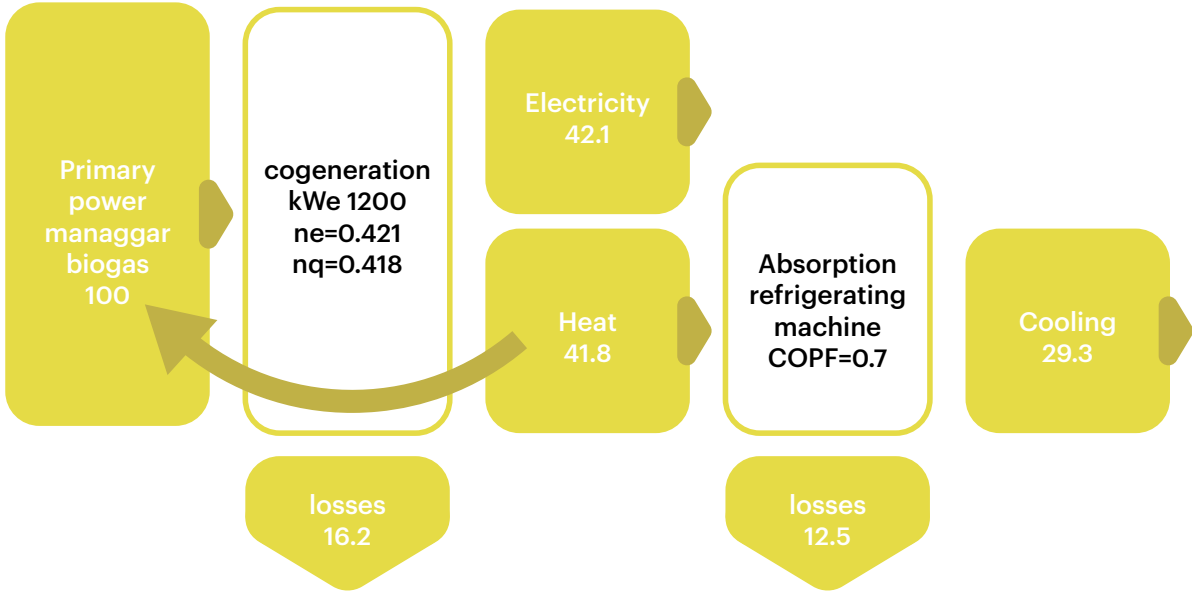 Primary
power
managgar
biogas
100
cogeneration
kWe 1200
ne=0.421
nq=0.418
Electricity
42.1
Heat
41.8
Absorption
refrigerating
machine
COPF=0.7
Cooling
29.3
losses
16.2
losses
12.5